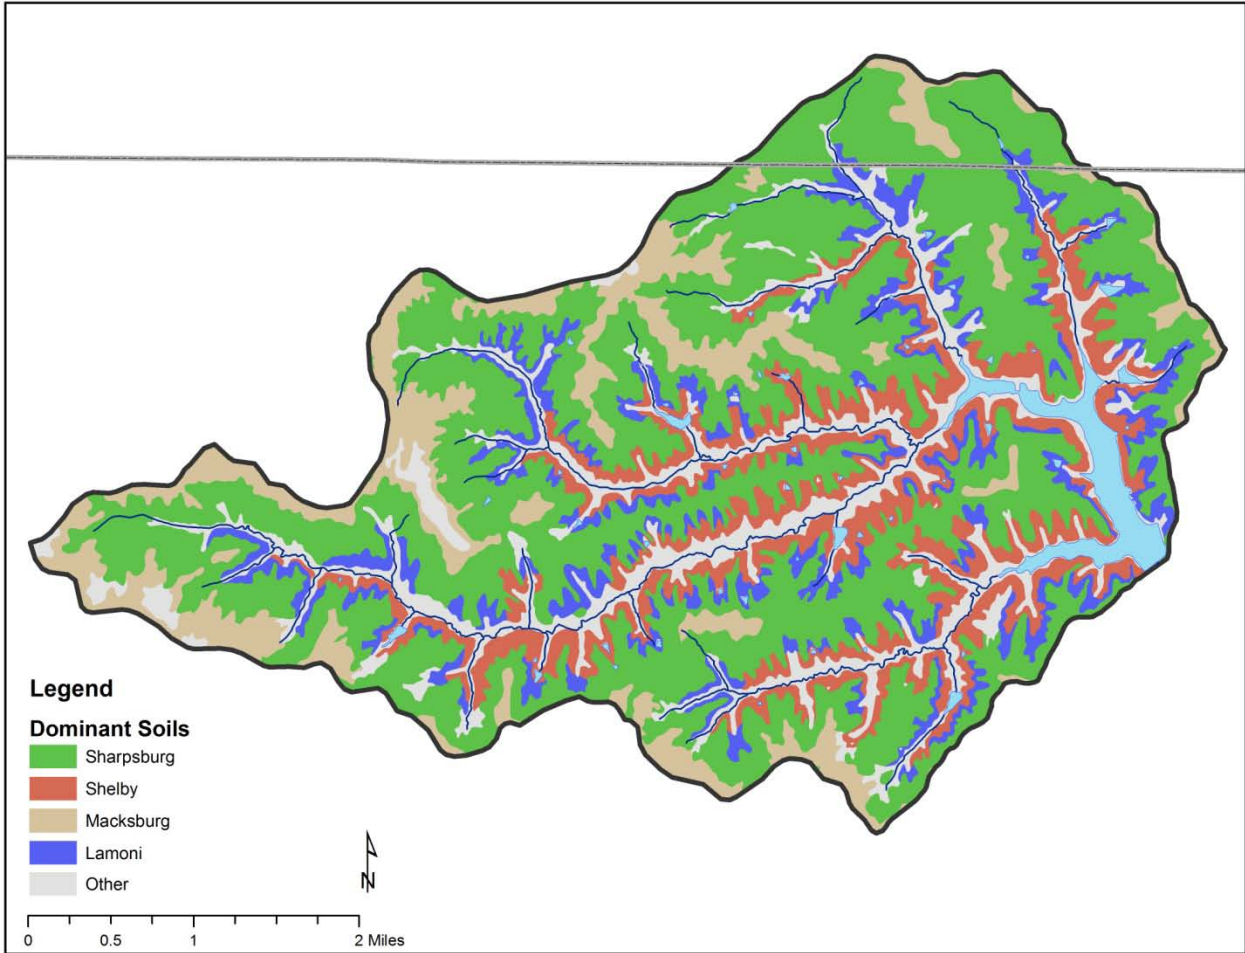 Legend
Dominant Soils
Sharpsburg
Shelby
Macksburg
Lamoni
Other
N
0 0.5 1 2 Miles